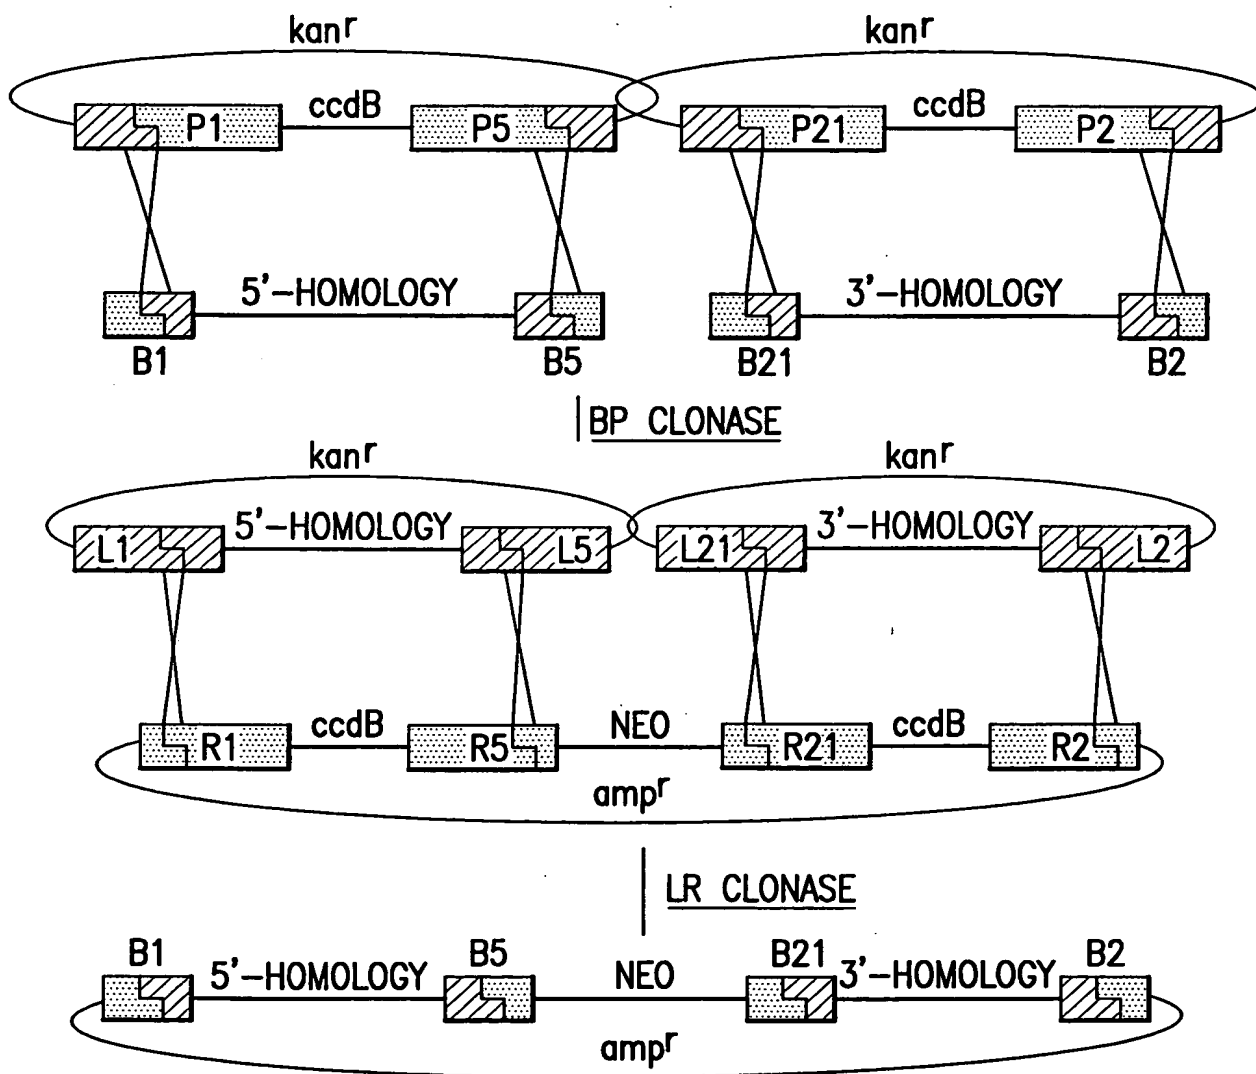 kanr kanr
P1 ccdB P5 P21 ccdB P2
5'-HOMOLOGY 3'-HOMOLOGY
B1 B5 B21 B2
BP CLONASE
kanr kanr
L1 5'-HOMOLOGY L5 L21 3'-HOMOLOGY L2
R1 ccdB R5 NEO R21 ccdB R2
ampr
LR CLONASE
B1 B5 B21 B2
5'-HOMOLOGY NEO 3'-HOMOLOGY
ampr